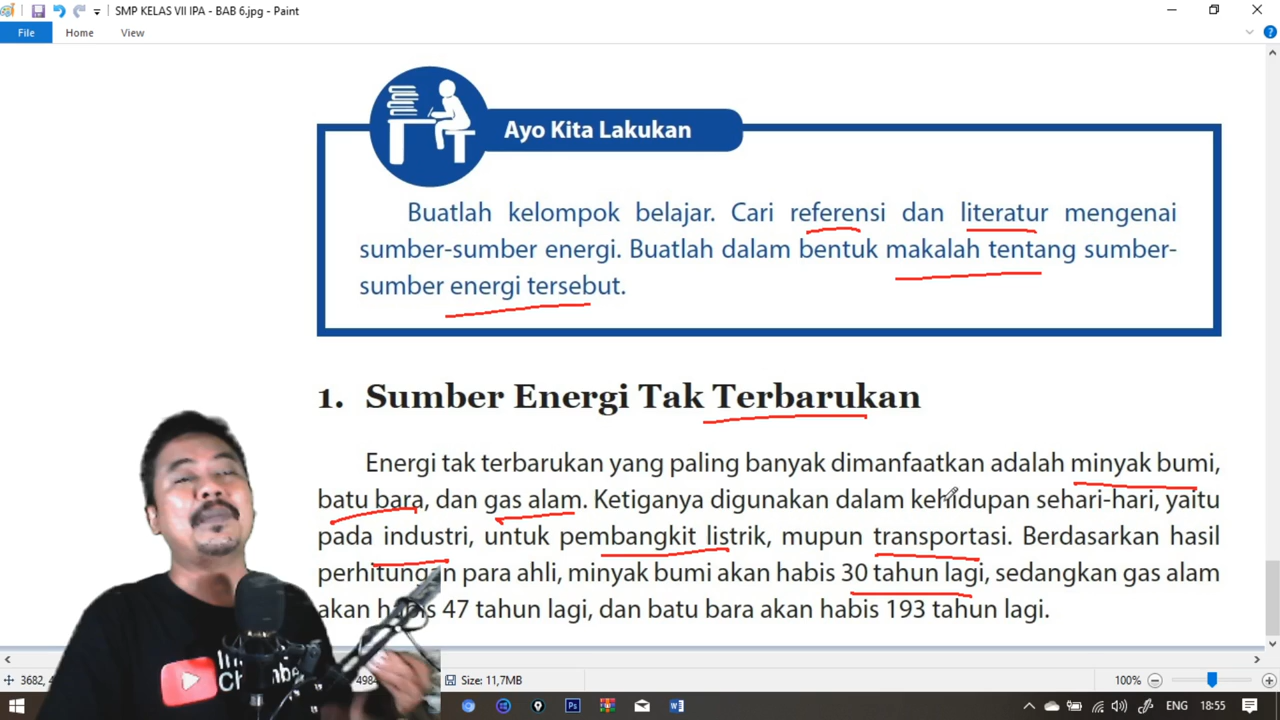 SMP KELAS VII IPA - BAB 6.jpg - Paint
File Home View
Ayo Kita Lakukan
Buatlah kelompok belajar. Cari referensi dan literatur mengenai
sumber-sumber energi. Buatlah dalam bentuk makalah tentang sumber-
sumber energi tersebut.
1. Sumber Energi Tak Terbarukan
Energi tak terbarukan yang paling banyak dimanfaatkan adalah minyak bumi,
batu bara, dan gas alam. Ketiganya digunakan dalam kehidupan sehari-hari, yaitu
pada industri, untuk pembangkit listrik, mupun transportasi. Berdasarkan hasil
perhitungan para ahli, minyak bumi akan habis 30 tahun lagi, sedangkan gas alam
akan habis 47 tahun lagi, dan batu bara akan habis 193 tahun lagi.
Size: 11,7MB
100%
ENG 18:55